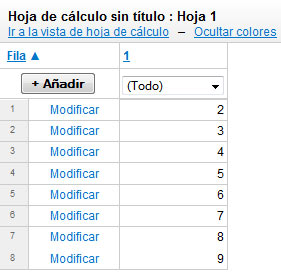 Hoja de cálculo sin título : Hoja 1
Ir a la vista de hoja de cálculo – Ocultar colores
Fila ▲ 1
+ Añadir (Todo)
1 Modificar 2
2 Modificar 3
3 Modificar 4
4 Modificar 5
5 Modificar 6
6 Modificar 7
7 Modificar 8
8 Modificar 9